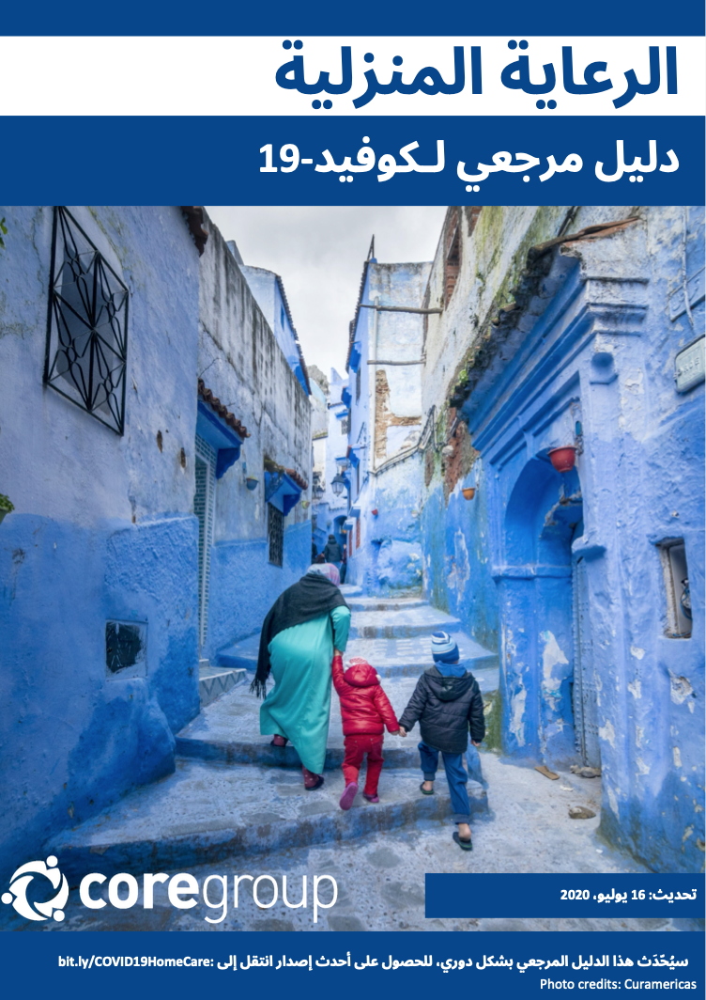 الرعاية المنزلية
دليل مرجعي لـكوفيد-19
coregroup
تحديث: 16 يوليو، 2020
سيُحّدَث هذا الدليل المرجعي بشكل دوري، للحصول على أحدث إصدار انتقل إلى :bit.ly/COVID19HomeCare
Photo credits: Curamericas